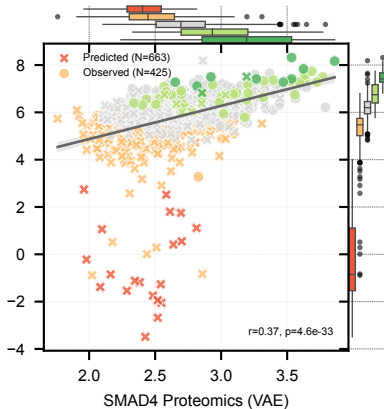 Predicted (N=663)
Observed (N=425)
8
6
4
2
0
−2
−4
r=0.37, p=4.6e-33
2.0 2.5 3.0 3.5
SMAD4 Proteomics (VAE)